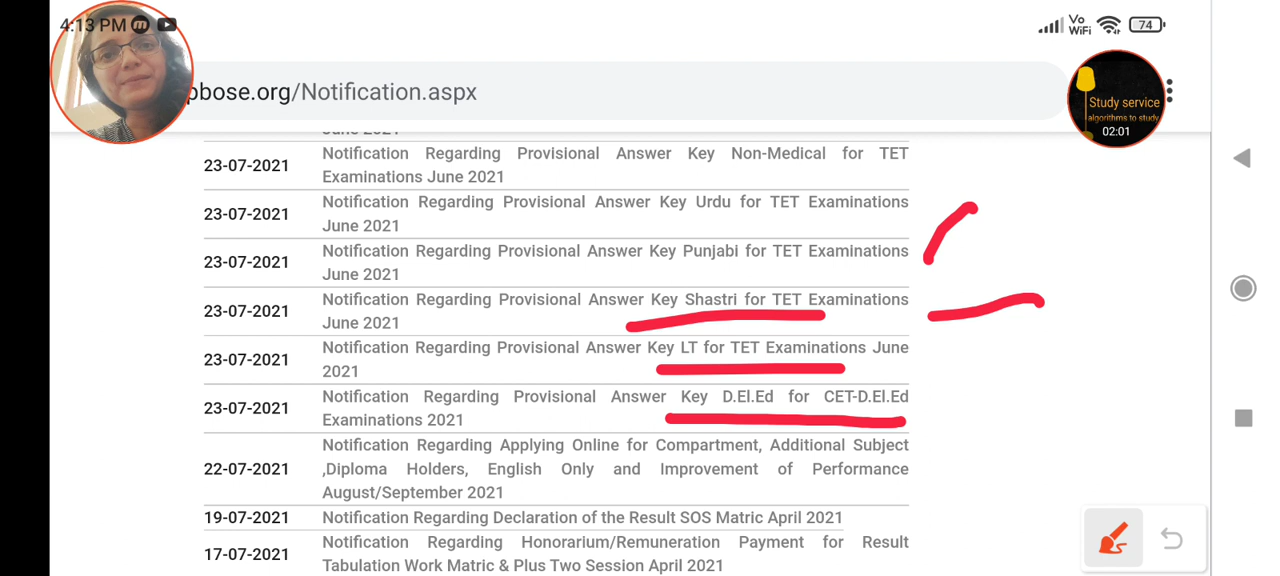 4:13 PM
Vo
WiFi
74
pbose.org/Notification.aspx
Study service
algorithms to study
02:01
June 2021
23-07-2021
Notification Regarding Provisional Answer Key Non-Medical for TET
Examinations June 2021
23-07-2021
Notification Regarding Provisional Answer Key Urdu for TET Examinations
June 2021
23-07-2021
Notification Regarding Provisional Answer Key Punjabi for TET Examinations
June 2021
23-07-2021
Notification Regarding Provisional Answer Key Shastri for TET Examinations
June 2021
23-07-2021
Notification Regarding Provisional Answer Key LT for TET Examinations June
2021
23-07-2021
Notification Regarding Provisional Answer Key D.El.Ed for CET-D.El.Ed
Examinations 2021
22-07-2021
Notification Regarding Applying Online for Compartment, Additional Subject
,Diploma Holders, English Only and Improvement of Performance
August/September 2021
19-07-2021
Notification Regarding Declaration of the Result SOS Matric April 2021
17-07-2021
Notification Regarding Honorarium/Remuneration Payment for Result
Tabulation Work Matric & Plus Two Session April 2021